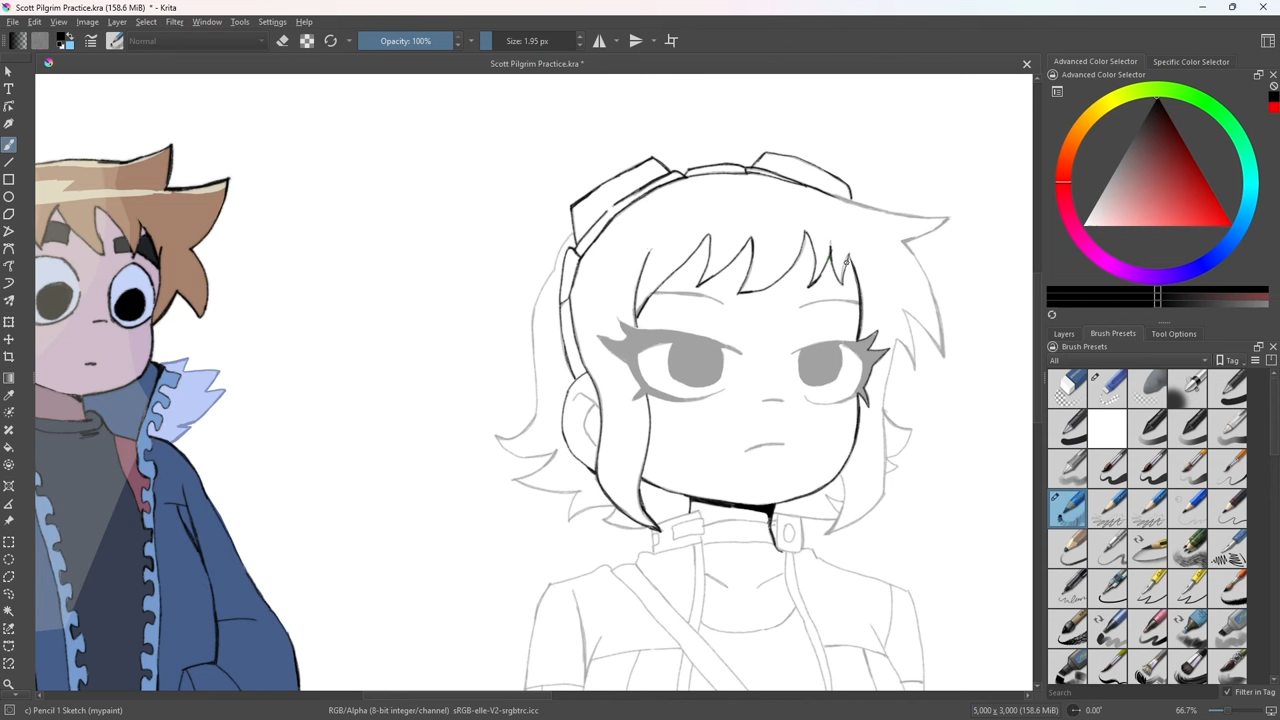 Scott Pilgrim Practice.kra (158.6 MiB) * - Krita
File Edit View Image Layer Select Filter Window Tools Settings Help
Normal Opacity: 100% Size: 1.95 px
Scott Pilgrim Practice.kra *
Advanced Color Selector Specific Color Selector
Advanced Color Selector
Layers Brush Presets Tool Options
Brush Presets
All Tag
Search Filter in Tag
c) Pencil 1 Sketch (mypaint) RGB/Alpha (8-bit integer/channel) sRGB-elle-V2-srgbtrc.icc 5,000 x 3,000 (158.6 MiB) 0.00° 66.7%